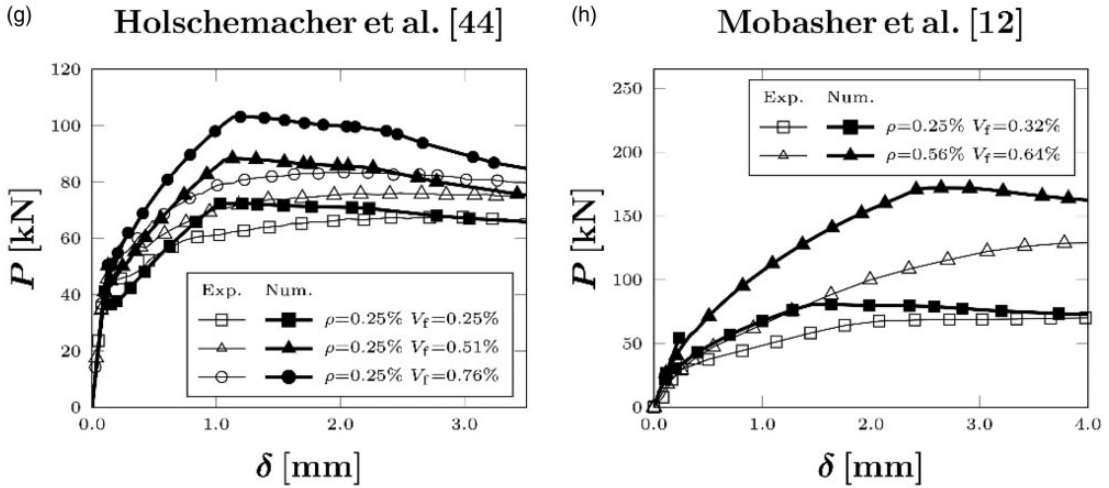 (g) Holschemacher et al. [44]
120
100
80
60
40
20
0
P [kN]
Exp. Num.
ρ=0.25% Vf=0.25%
ρ=0.25% Vf=0.51%
ρ=0.25% Vf=0.76%
0.0 1.0 2.0 3.0
δ [mm]
(h) Mobasher et al. [12]
250
200
150
100
50
0
P [kN]
Exp. Num.
ρ=0.25% Vf=0.32%
ρ=0.56% Vf=0.64%
0.0 1.0 2.0 3.0 4.0
δ [mm]